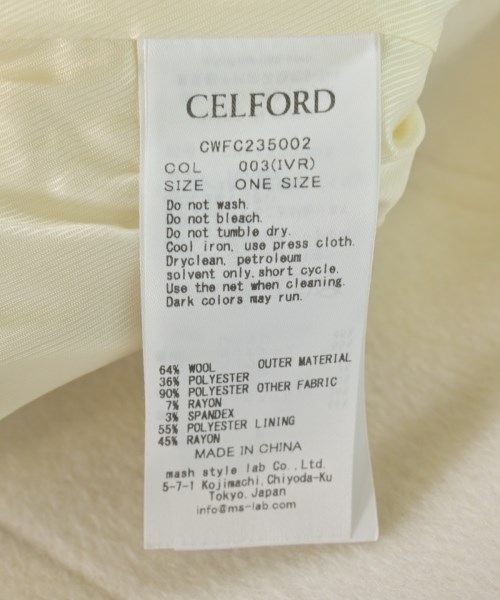 CELFORD
CWFC235002
COL 003(IVR)
SIZE ONE SIZE
Do not wash.
Do not bleach.
Do not tumble dry.
Cool iron, use press cloth.
Dryclean, petroleum
solvent only, short cycle.
Use the net when cleaning.
Dark colors may run.
64% WOOL OUTER MATERIAL
36% POLYESTER
90% POLYESTER OTHER FABRIC
7% RAYON
3% SPANDEX
55% POLYESTER LINING
45% RAYON
MADE IN CHINA
mash style lab Co., Ltd.
5-7-1 Kojimachi, Chiyoda-Ku
Tokyo, Japan
info@ms-lab.com